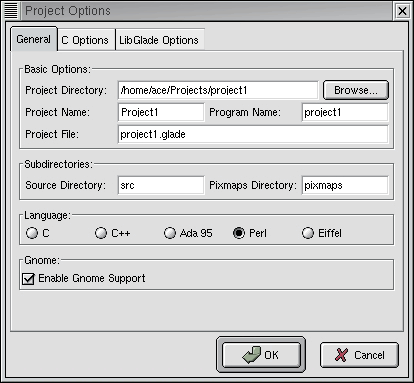 Project Options
General C Options LibGlade Options
Basic Options:
Project Directory: /home/ace/Projects/project1 Browse...
Project Name: Project1 Program Name: project1
Project File: project1.glade
Subdirectories:
Source Directory: src Pixmaps Directory: pixmaps
Language:
C C++ Ada 95 Perl Eiffel
Gnome:
Enable Gnome Support
OK Cancel